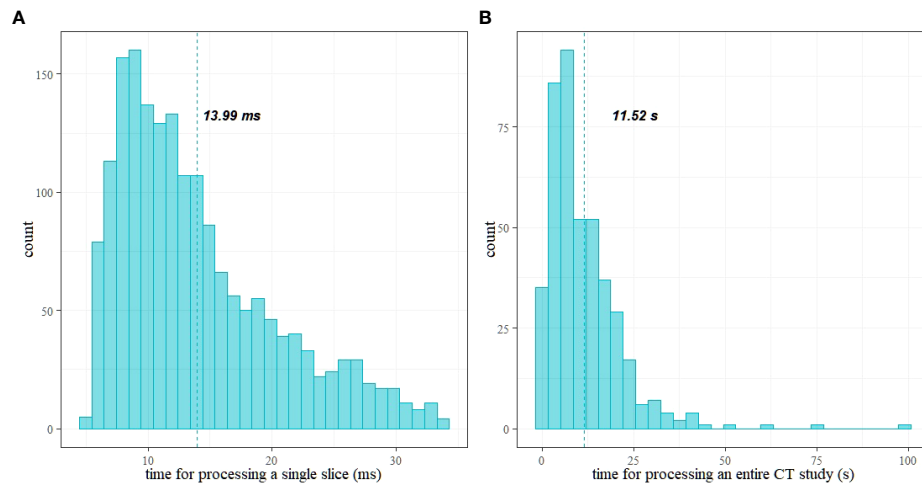 A
150
100
50
0
count
13.99 ms
10
20
30
time for processing a single slice (ms)
B
75
50
25
0
count
11.52 s
0
25
50
75
100
time for processing an entire CT study (s)